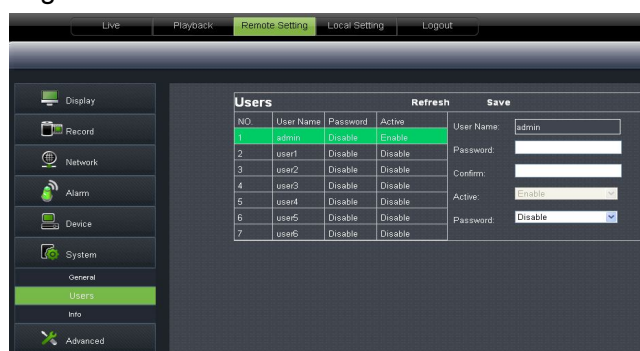 Live Playback Remote Setting Local Setting Logout
Display
Record
Network
Alarm
Device
System
General
Users
Info
Advanced
Users Refresh Save
NO. User Name Password Active
1 admin Disable Enable
2 user1 Disable Disable
3 user2 Disable Disable
4 user3 Disable Disable
5 user4 Disable Disable
6 user5 Disable Disable
7 user6 Disable Disable
User Name: admin
Password:
Confirm:
Active: Enable
Password: Disable